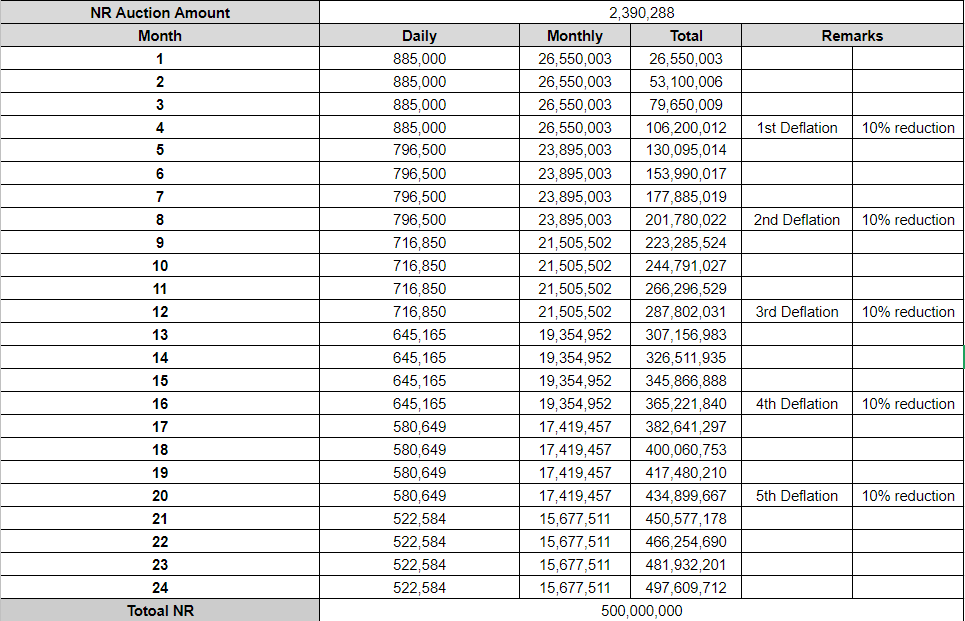 NR Auction Amount 2,390,288
Month Daily Monthly Total Remarks
1 885,000 26,550,003 26,550,003
2 885,000 26,550,003 53,100,006
3 885,000 26,550,003 79,650,009
4 885,000 26,550,003 106,200,012 1st Deflation 10% reduction
5 796,500 23,895,003 130,095,014
6 796,500 23,895,003 153,990,017
7 796,500 23,895,003 177,885,019
8 796,500 23,895,003 201,780,022 2nd Deflation 10% reduction
9 716,850 21,505,502 223,285,524
10 716,850 21,505,502 244,791,027
11 716,850 21,505,502 266,296,529
12 716,850 21,505,502 287,802,031 3rd Deflation 10% reduction
13 645,165 19,354,952 307,156,983
14 645,165 19,354,952 326,511,935
15 645,165 19,354,952 345,866,888
16 645,165 19,354,952 365,221,840 4th Deflation 10% reduction
17 580,649 17,419,457 382,641,297
18 580,649 17,419,457 400,060,753
19 580,649 17,419,457 417,480,210
20 580,649 17,419,457 434,899,667 5th Deflation 10% reduction
21 522,584 15,677,511 450,577,178
22 522,584 15,677,511 466,254,690
23 522,584 15,677,511 481,932,201
24 522,584 15,677,511 497,609,712
Totoal NR 500,000,000